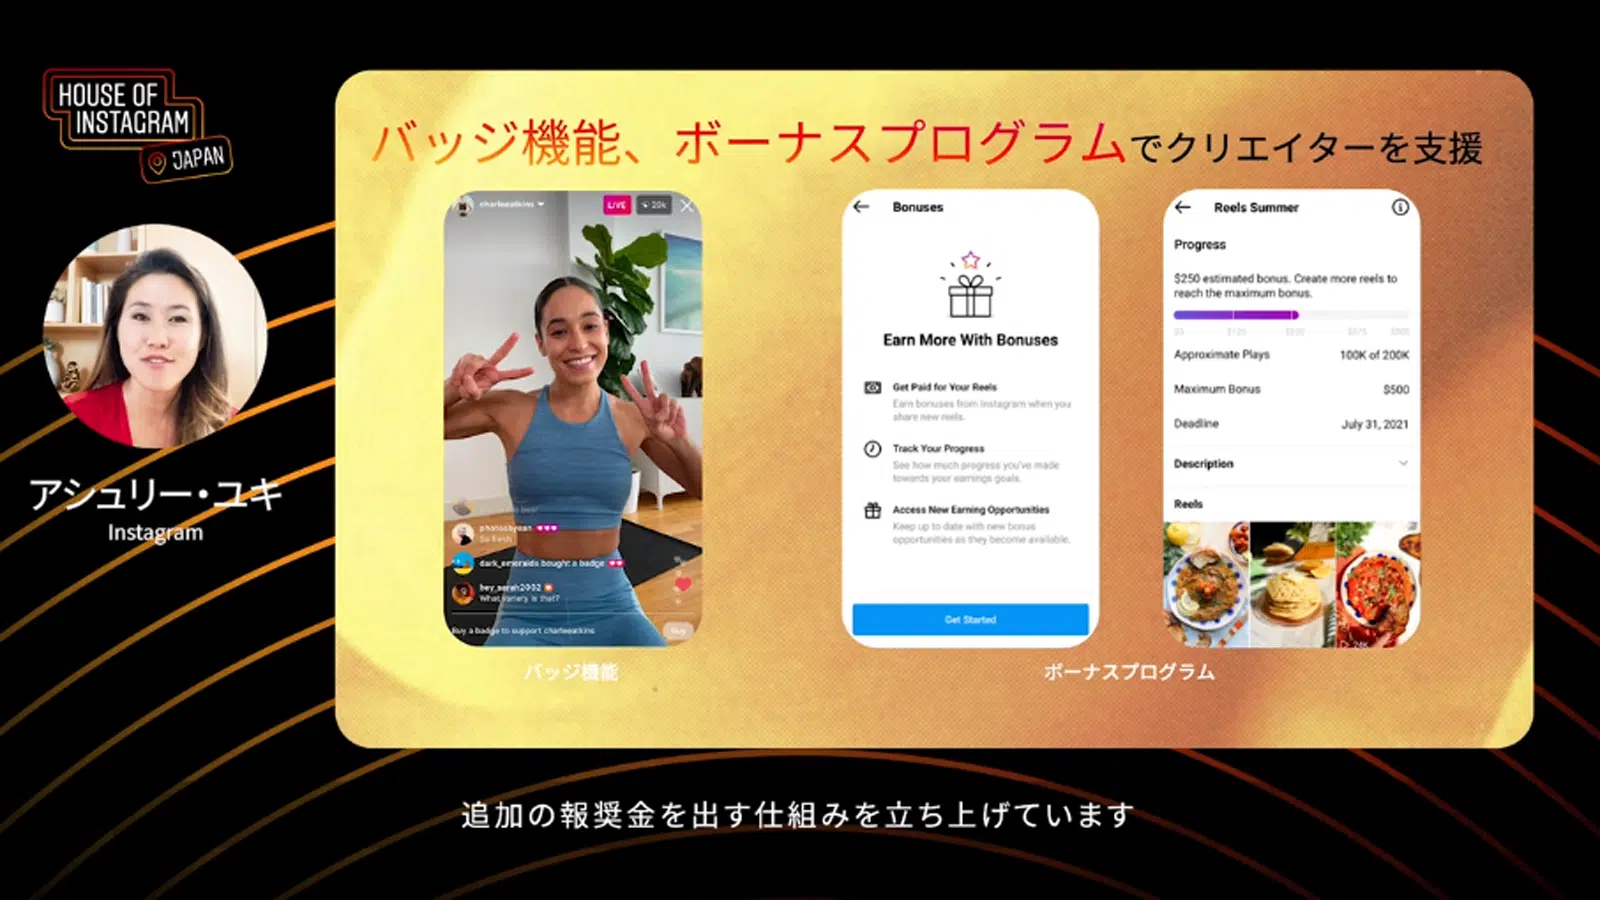 HOUSE OF
INSTAGRAM
JAPAN
アシュリー・ユキ
Instagram
バッジ機能、ボーナスプログラムでクリエイターを支援
charleeatkins
LIVE
20k
photosbyean
So fresh
dark_emeralds bought a badge
hey_sarah2002
What variety is that?
Buy a badge to support charleeatkins
Buy
バッジ機能
Bonuses
Earn More With Bonuses
Get Paid for Your Reels
Earn bonuses from Instagram when you
share new reels.
Track Your Progress
See how much progress you've made
towards your earnings goals.
Access New Earning Opportunities
Keep up to date with new bonus
opportunities as they become available.
Get Started
Reels Summer
Progress
$250 estimated bonus. Create more reels to
reach the maximum bonus.
$0 $125 $250 $375 $500
Approximate Plays 100K of 200K
Maximum Bonus $500
Deadline July 31, 2021
Description
Reels
ボーナスプログラム
追加の報奨金を出す仕組みを立ち上げています